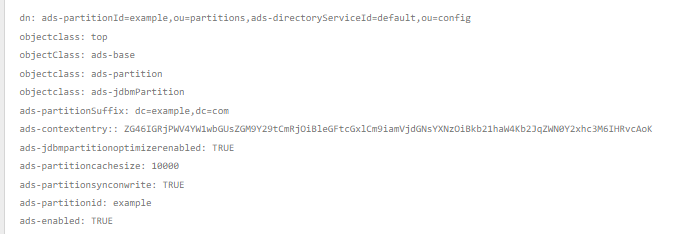 dn: ads-partitionId=example,ou=partitions,ads-directoryServiceId=default,ou=config
objectclass: top
objectClass: ads-base
objectclass: ads-partition
objectclass: ads-jdbmPartition
ads-partitionSuffix: dc=example,dc=com
ads-contextentry:: ZG46IGRjPWV4YW1wbGUsZGM9Y29tCmRjOiBleGFtcGxlCm9iamVjdGNsYXNzOiBkb21haW4Kb2JqZWN0Y2xhc3M6IHRvcAoK
ads-jdbmpartitionoptimizerenabled: TRUE
ads-partitioncachesize: 10000
ads-partitionsynconwrite: TRUE
ads-partitionid: example
ads-enabled: TRUE